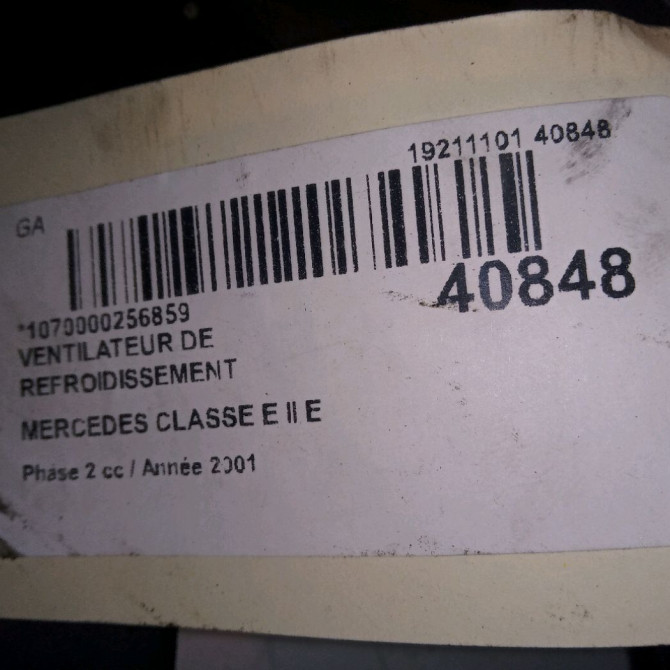 19211101 40848
GA
40848
*1070000256859
VENTILATEUR DE
REFROIDISSEMENT
MERCEDES CLASSE E II E
Phase 2 cc / Année 2001